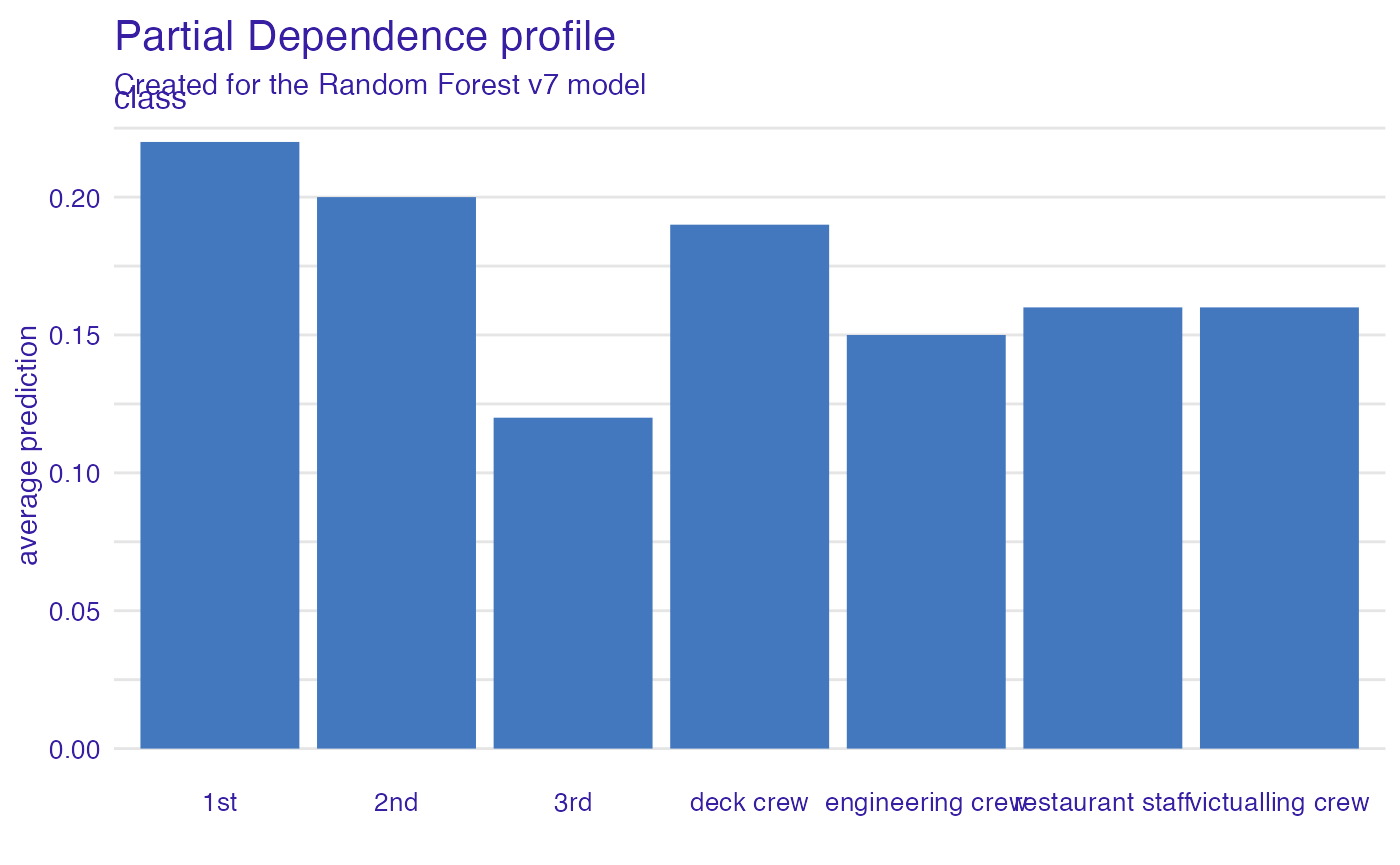 Partial Dependence profile
Created for the Random Forest v7 model
class
average prediction
0.20
0.15
0.10
0.05
0.00
1st 2nd 3rd deck crew engineering crew restaurant staff victualling crew